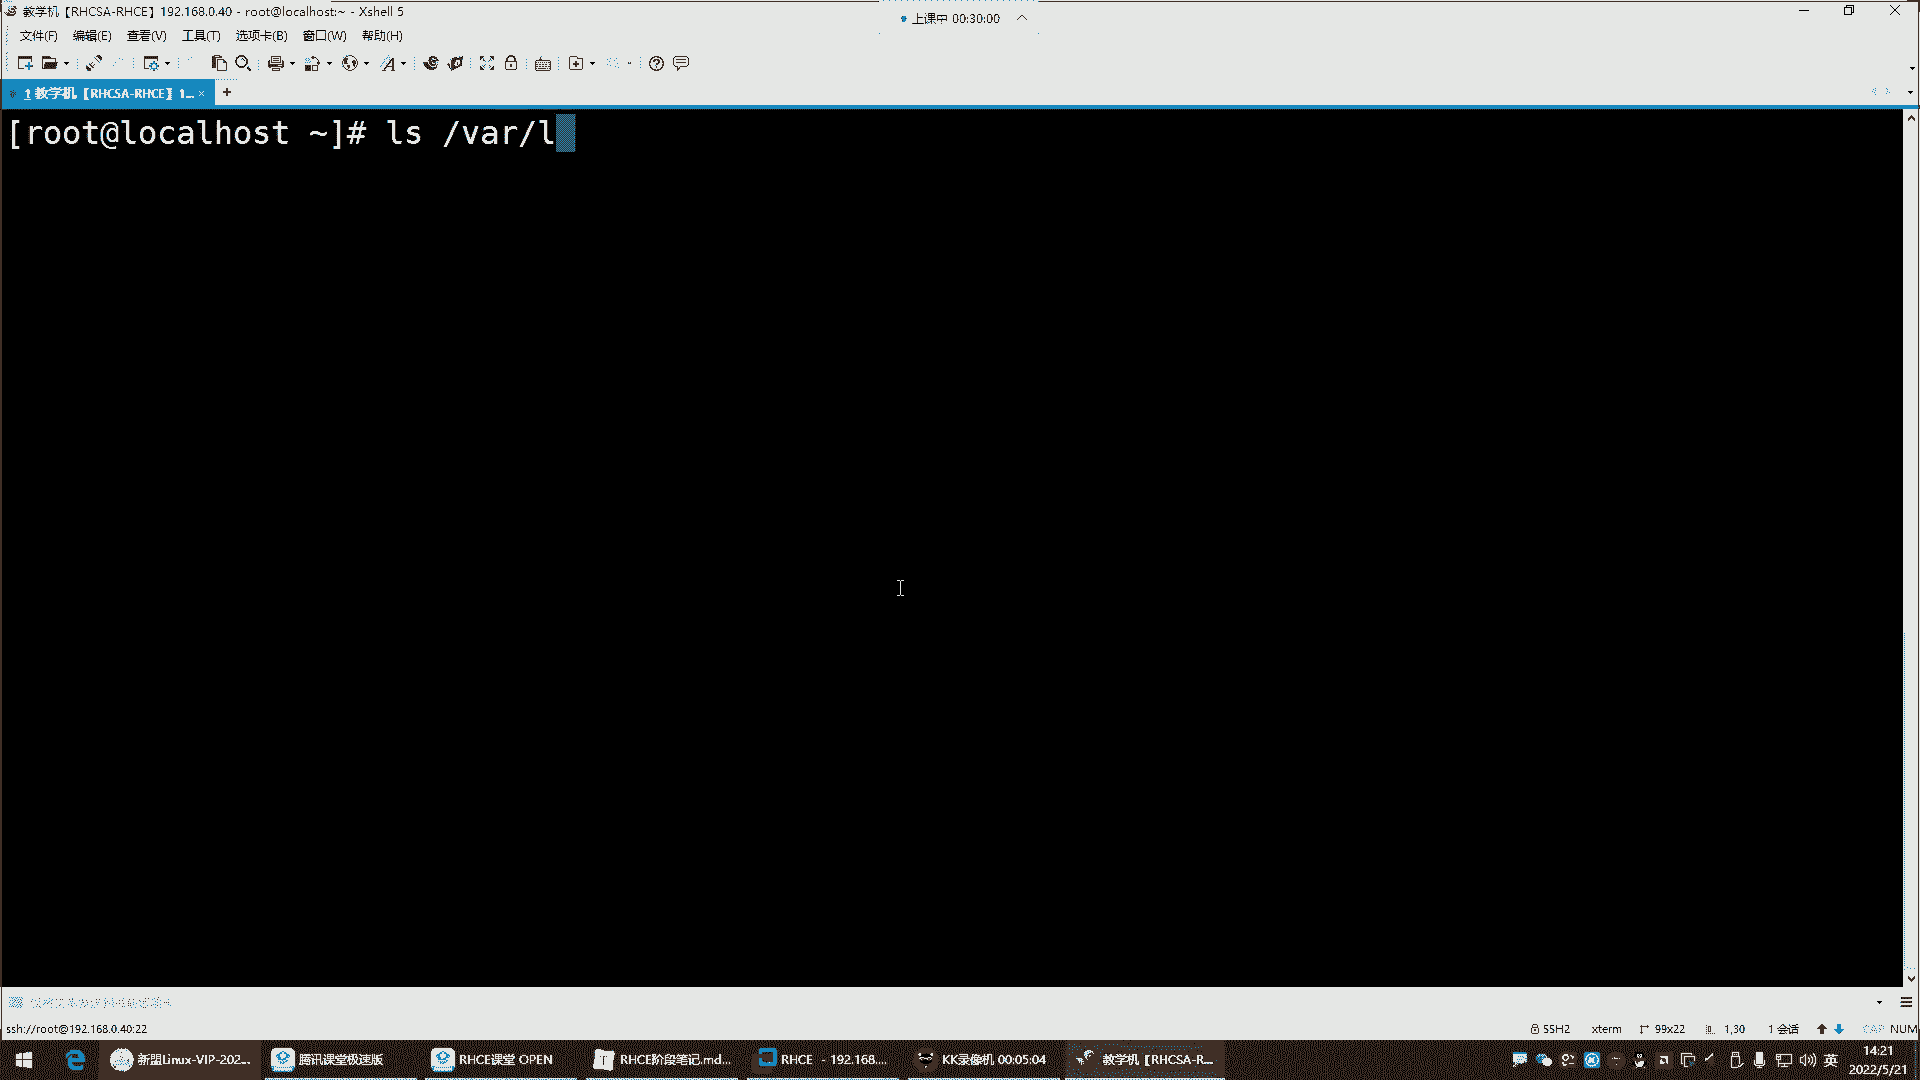 教学机【RHCSA-RHCE】192.168.0.40 - root@localhost:~ - Xshell 5
上课中 00:30:00
文件(F) 编辑(E) 查看(V) 工具(T) 选项卡(B) 窗口(W) 帮助(H)
1 教学机【RHCSA-RHCE】1... × +
[root@localhost ~]# ls /var/l
ssh://root@192.168.0.40:22
SSH2 xterm 99x22 1,30 1 会话 CAP NUM
新盟Linux-VIP-202... 腾讯课堂极速版 RHCE课堂 OPEN RHCE阶段笔记.md... RHCE - 192.168.... KK录像机 00:05:04 教学机【RHCSA-R... 英 14:21
2022/5/21